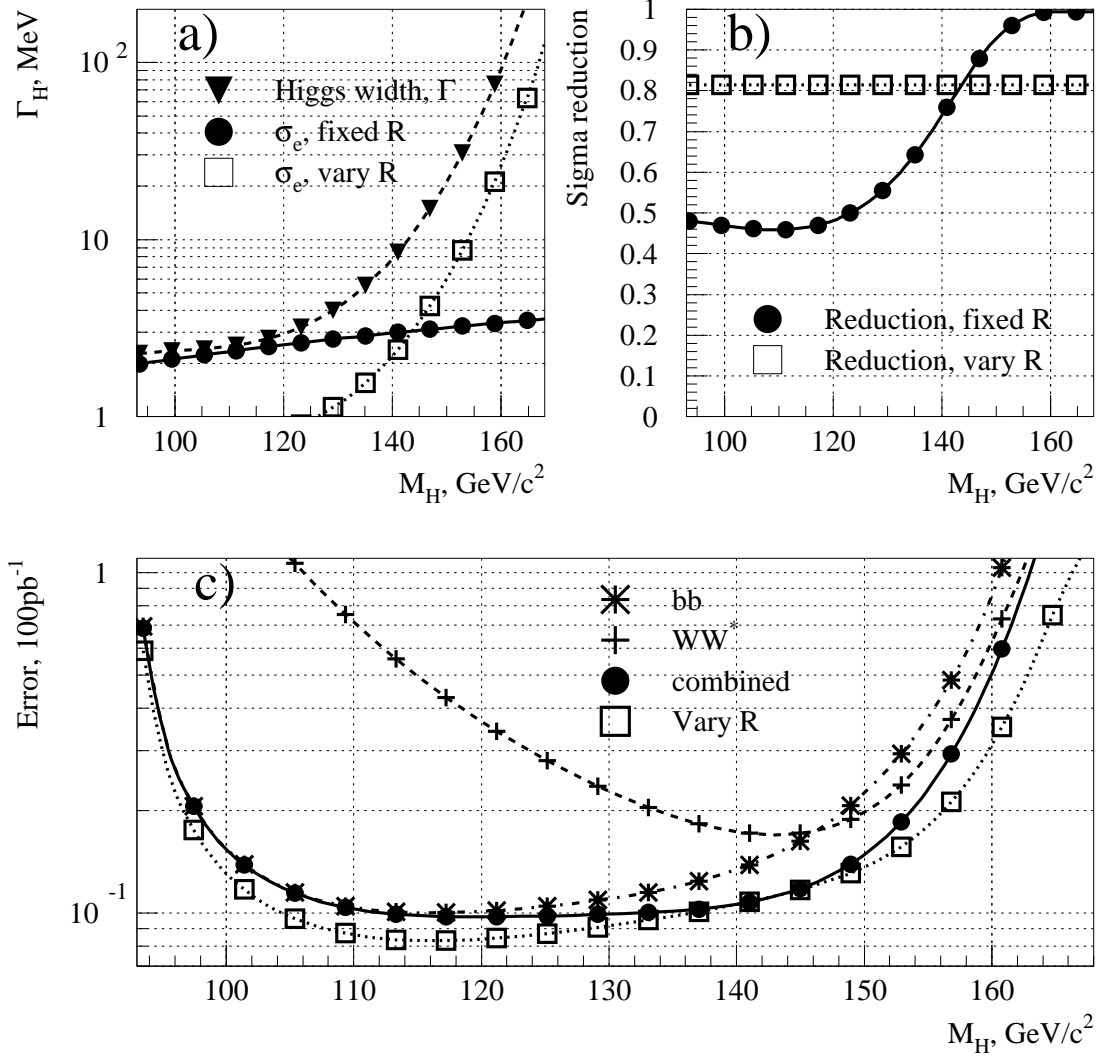 a)
Γ_H, MeV
10^2
10
1
Higgs width, Γ
σ_e, fixed R
σ_e, vary R
100
120
140
160
M_H, GeV/c^2
b)
Sigma reduction
1
0.9
0.8
0.7
0.6
0.5
0.4
0.3
0.2
0.1
0
Reduction, fixed R
Reduction, vary R
100
120
140
160
M_H, GeV/c^2
c)
Error, 100pb^-1
1
10^-1
bb
WW^*
combined
Vary R
100
110
120
130
140
150
160
M_H, GeV/c^2